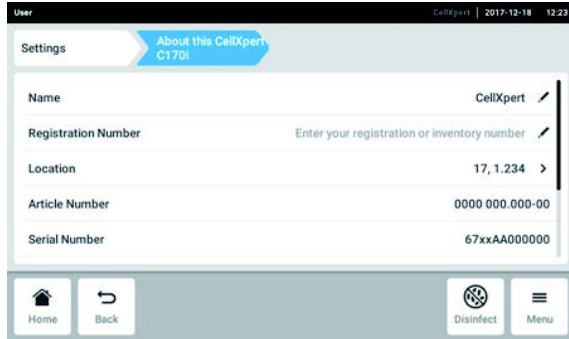 User CellXpert 2017-12-18 12:23
Settings
About this CellXpert
C170i
Name CellXpert
Registration Number Enter your registration or inventory number
Location 17, 1.234
Article Number 0000 000.000-00
Serial Number 67xxAA000000
Home Back Disinfect Menu